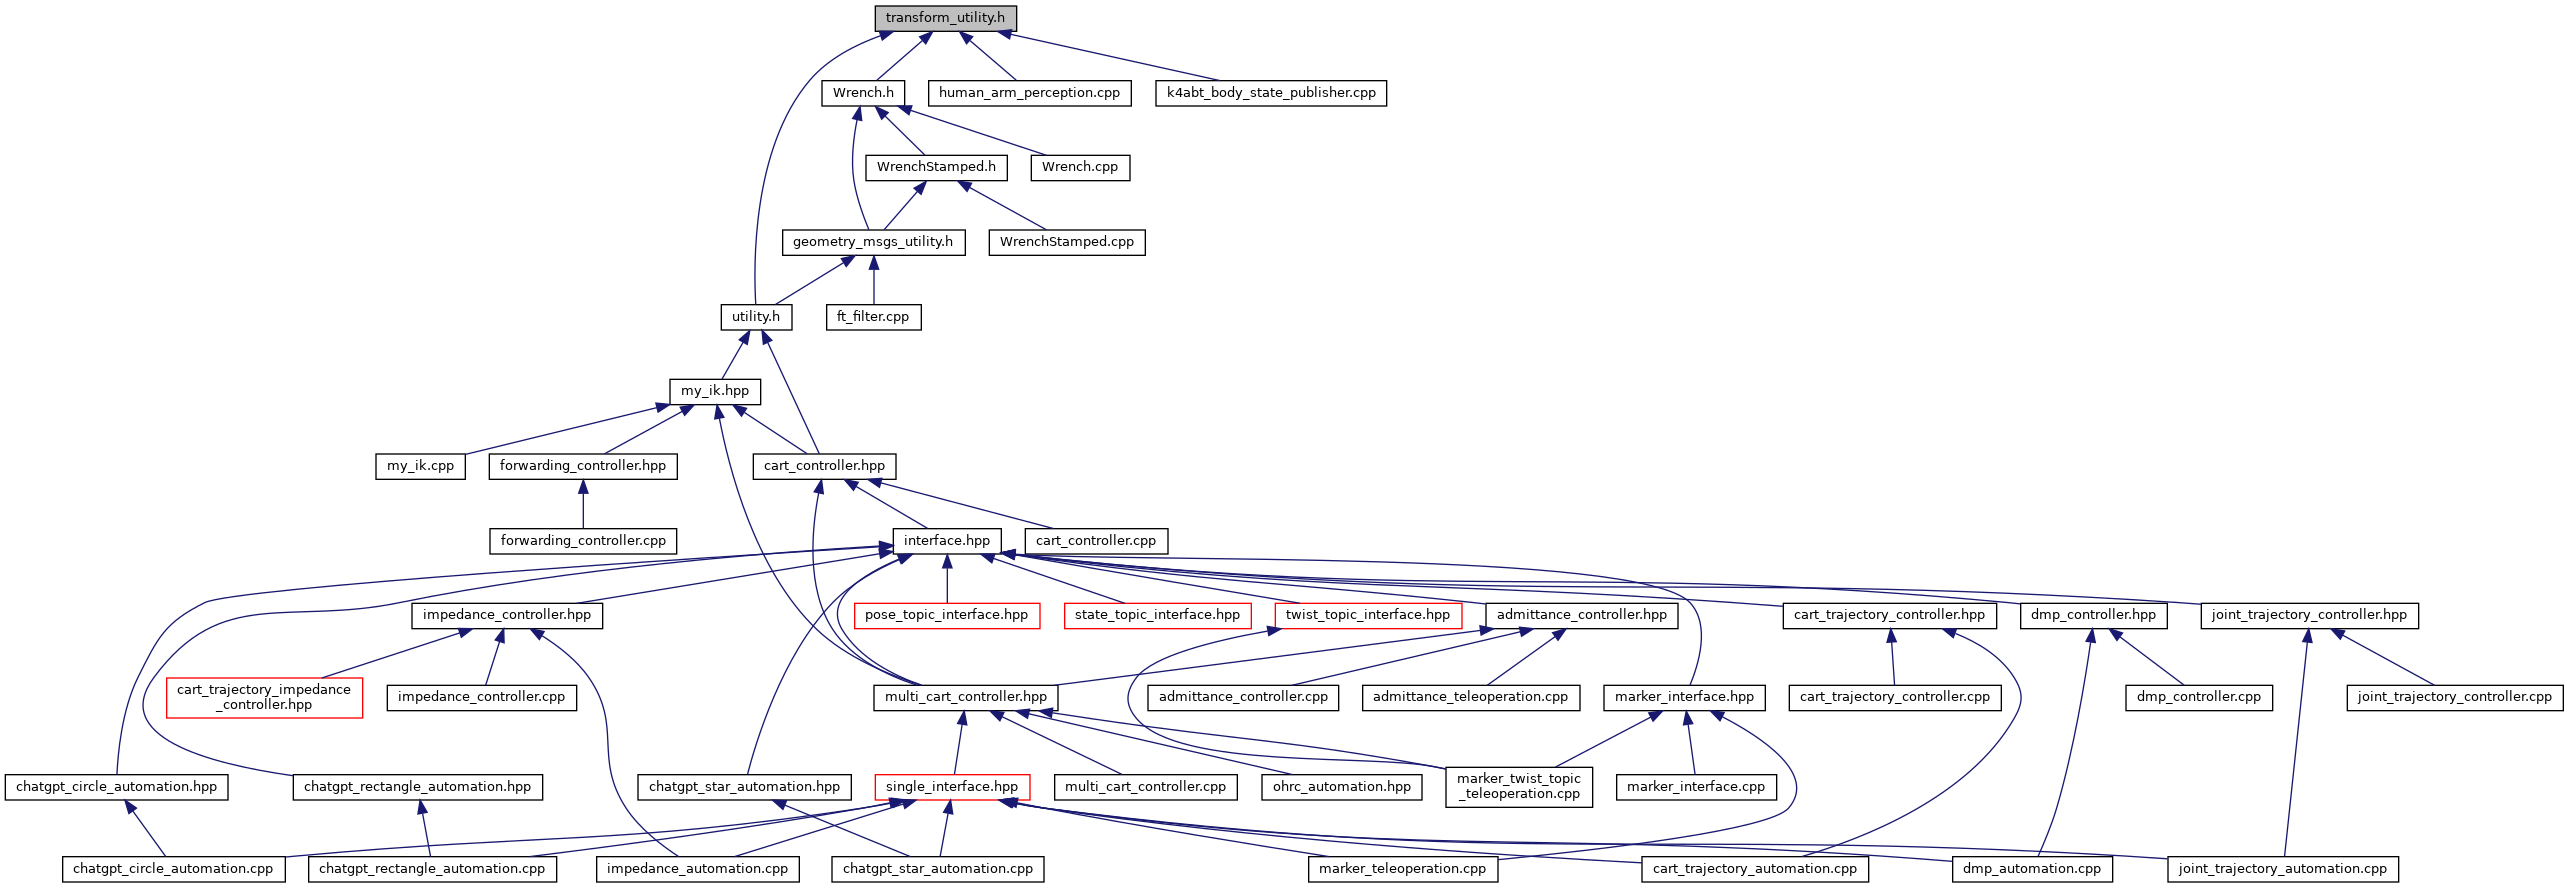 transform_utility.h
Wrench.h
human_arm_perception.cpp
k4abt_body_state_publisher.cpp
WrenchStamped.h
Wrench.cpp
geometry_msgs_utility.h
WrenchStamped.cpp
utility.h
ft_filter.cpp
my_ik.hpp
my_ik.cpp
forwarding_controller.hpp
cart_controller.hpp
forwarding_controller.cpp
interface.hpp
cart_controller.cpp
impedance_controller.hpp
pose_topic_interface.hpp
state_topic_interface.hpp
twist_topic_interface.hpp
admittance_controller.hpp
cart_trajectory_controller.hpp
dmp_controller.hpp
joint_trajectory_controller.hpp
cart_trajectory_impedance
_controller.hpp
impedance_controller.cpp
multi_cart_controller.hpp
admittance_controller.cpp
admittance_teleoperation.cpp
marker_interface.hpp
cart_trajectory_controller.cpp
dmp_controller.cpp
joint_trajectory_controller.cpp
chatgpt_circle_automation.hpp
chatgpt_rectangle_automation.hpp
chatgpt_star_automation.hpp
single_interface.hpp
multi_cart_controller.cpp
ohrc_automation.hpp
marker_twist_topic
_teleoperation.cpp
marker_interface.cpp
chatgpt_circle_automation.cpp
chatgpt_rectangle_automation.cpp
impedance_automation.cpp
chatgpt_star_automation.cpp
marker_teleoperation.cpp
cart_trajectory_automation.cpp
dmp_automation.cpp
joint_trajectory_automation.cpp